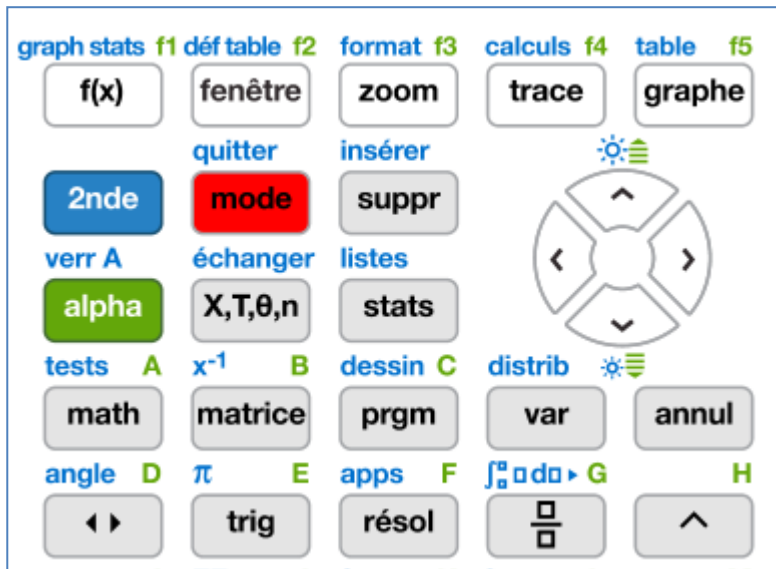 graph stats f1 déf table f2 format f3 calculs f4 table f5
f(x) fenêtre zoom trace graphe
quitter insérer
2nde mode suppr
verr A échanger listes
alpha X,T,θ,n stats
tests A x⁻¹ B dessin C distrib
math matrice prgm var annul
angle D π E apps F ∫▫▫ ▫d▫ ▸ G H
trig résol